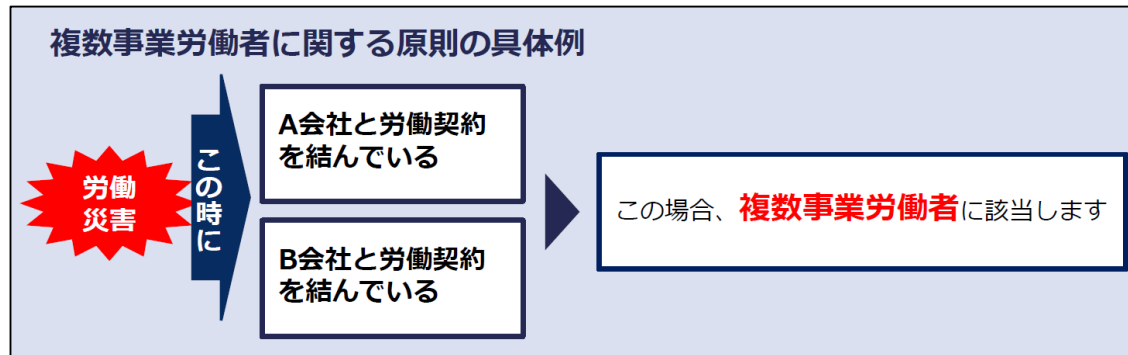 複数事業労働者に関する原則の具体例
労働
災害
この時に
A会社と労働契約
を結んでいる
B会社と労働契約
を結んでいる
この場合、複数事業労働者に該当します